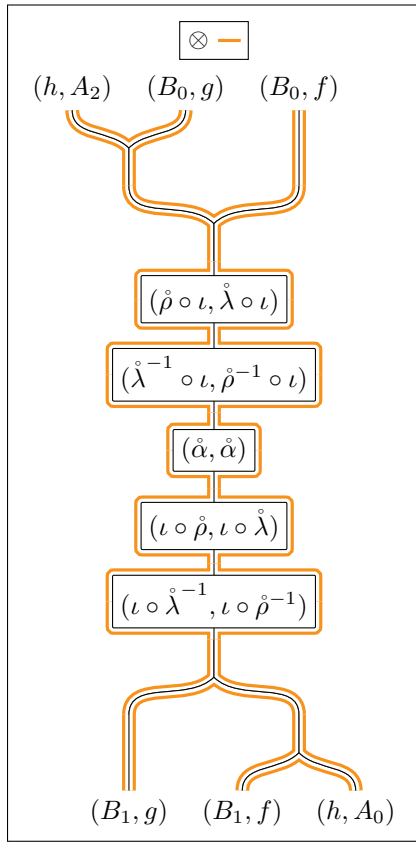 ⊗
(h, A₂) (B₀, g) (B₀, f)
(ρ̊ ∘ ι, λ̊ ∘ ι)
(λ̊⁻¹ ∘ ι, ρ̊⁻¹ ∘ ι)
(α̊, α̊)
(ι ∘ ρ̊, ι ∘ λ̊)
(ι ∘ λ̊⁻¹, ι ∘ ρ̊⁻¹)
(B₁, g) (B₁, f) (h, A₀)